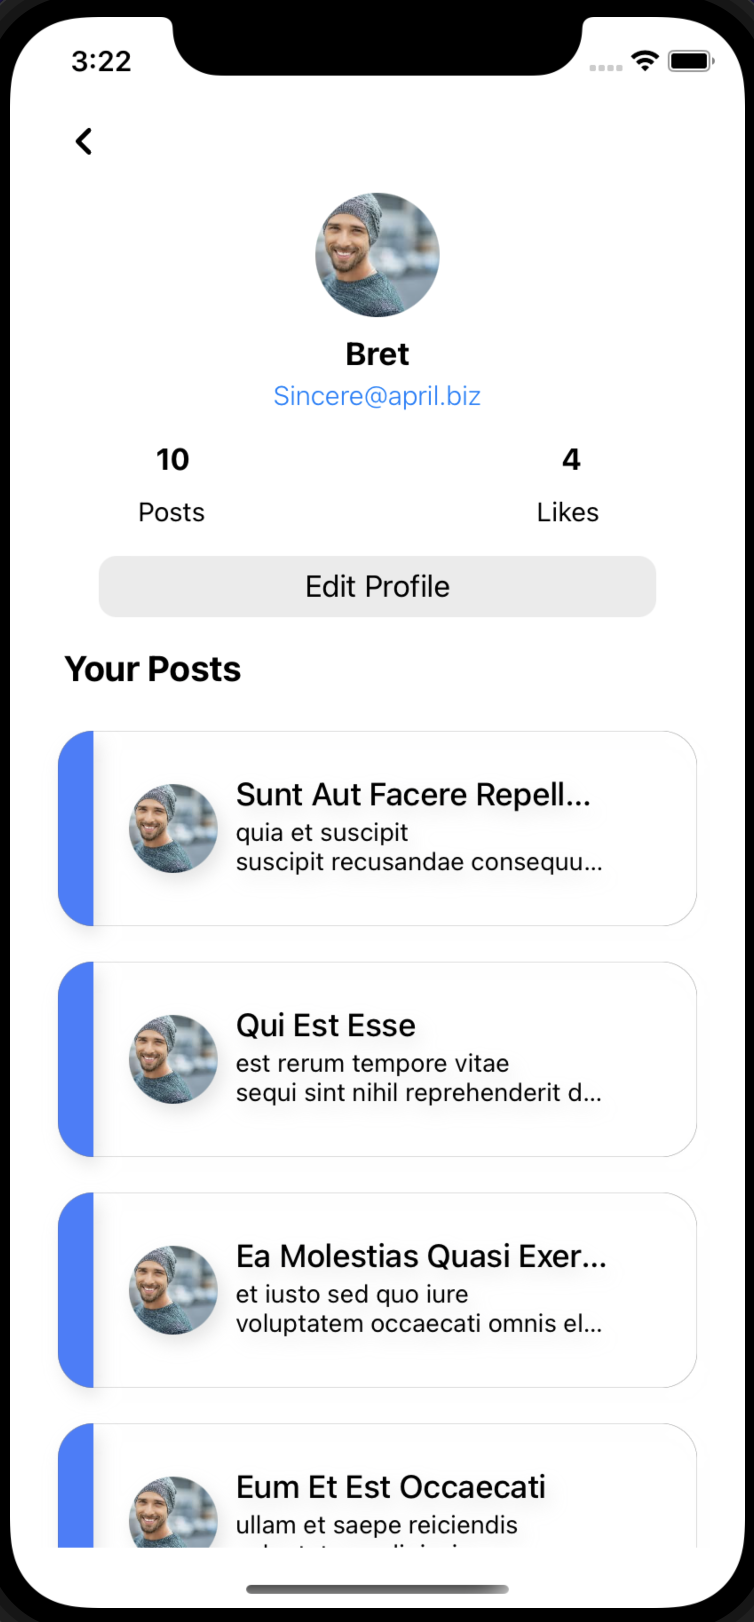 3:22
Bret
Sincere@april.biz
10
4
Posts
Likes
Edit Profile
Your Posts
Sunt Aut Facere Repell...
quia et suscipit
suscipit recusandae consequu...
Qui Est Esse
est rerum tempore vitae
sequi sint nihil reprehenderit d...
Ea Molestias Quasi Exer...
et iusto sed quo iure
voluptatem occaecati omnis el...
Eum Et Est Occaecati
ullam et saepe reiciendis